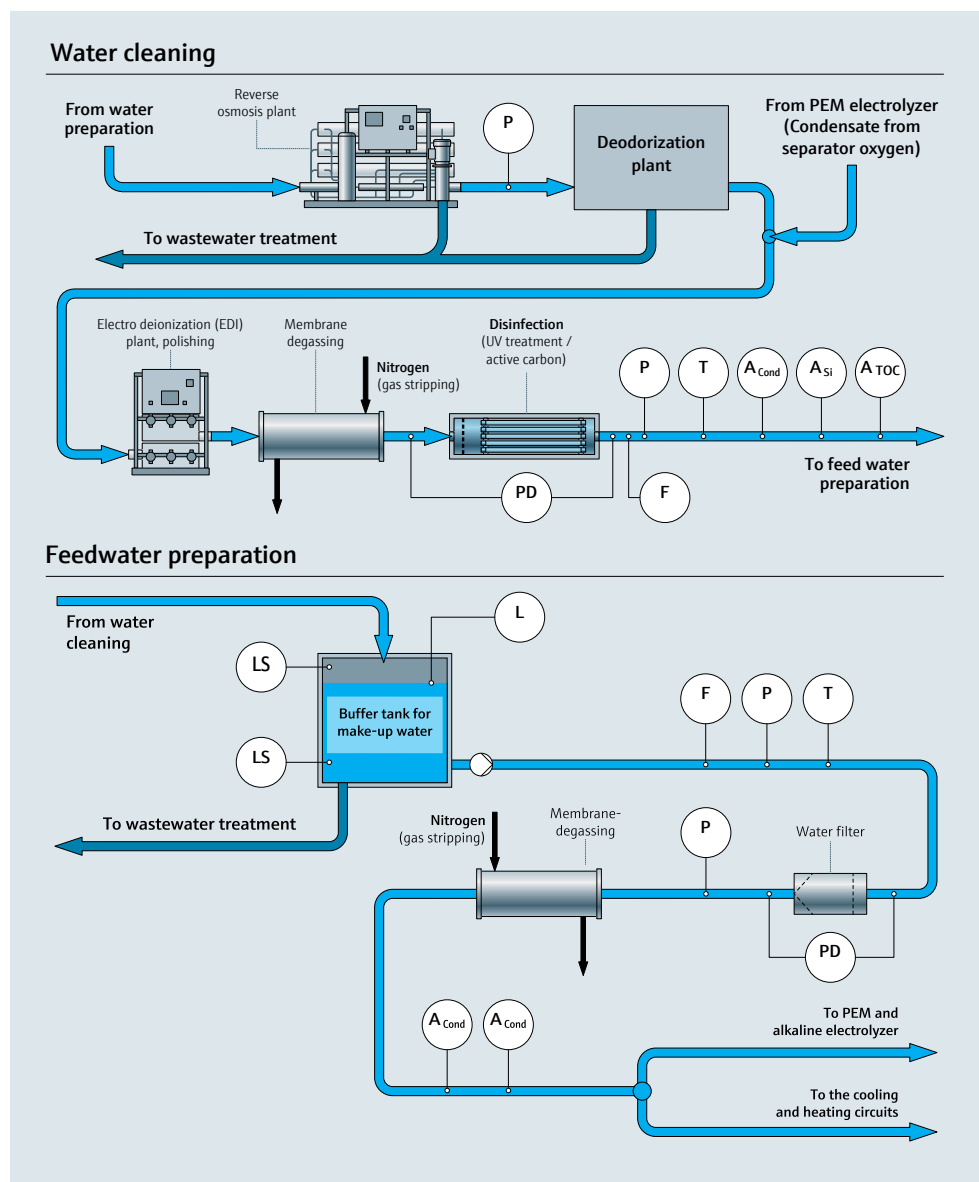 Water cleaning
From water
preparation
Reverse
osmosis plant
P
Deodorization
plant
From PEM electrolyzer
(Condensate from
separator oxygen)
To wastewater treatment
Electro deionization (EDI)
plant, polishing
Membrane
degassing
Nitrogen
(gas stripping)
Disinfection
(UV treatment /
active carbon)
P
T
A Cond
A Si
A TOC
PD
F
To feed water
preparation
Feedwater preparation
From water
cleaning
L
LS
Buffer tank for
make-up water
LS
F
P
T
To wastewater treatment
Nitrogen
(gas stripping)
Membrane-
degassing
P
Water filter
PD
A Cond
A Cond
To PEM and
alkaline electrolyzer
To the cooling
and heating circuits